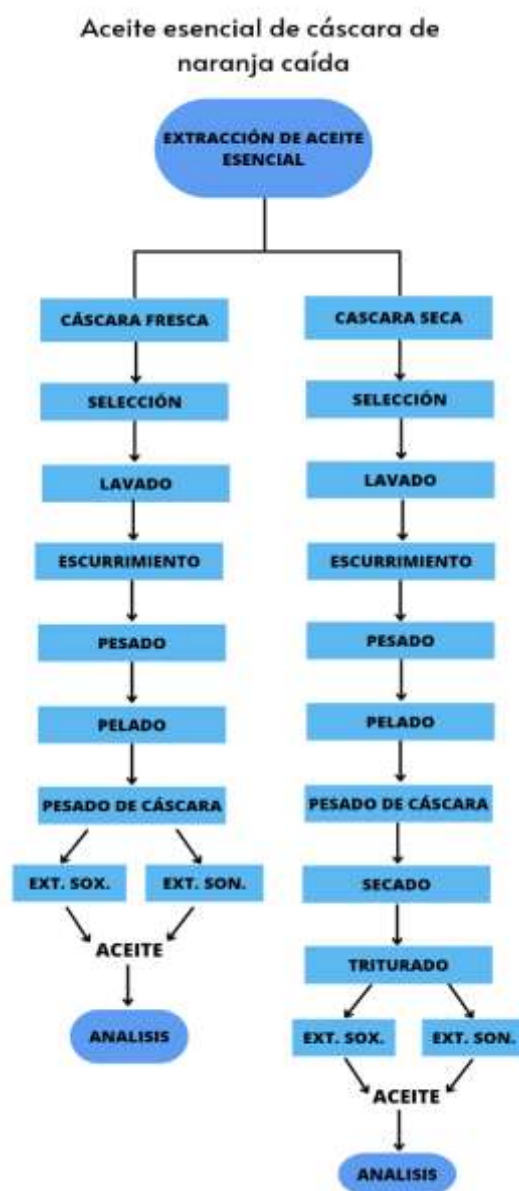 Aceite esencial de cáscara de
naranja caída
EXTRACCIÓN DE ACEITE
ESENCIAL
CÁSCARA FRESCA
SELECCIÓN
LAVADO
ESCURRIMIENTO
PESADO
PELADO
PESADO DE CÁSCARA
EXT. SOX.
EXT. SON.
ACEITE
ANALISIS
CASCARA SECA
SELECCIÓN
LAVADO
ESCURRIMIENTO
PESADO
PELADO
PESADO DE CÁSCARA
SECADO
TRITURADO
EXT. SOX.
EXT. SON.
ACEITE
ANALISIS